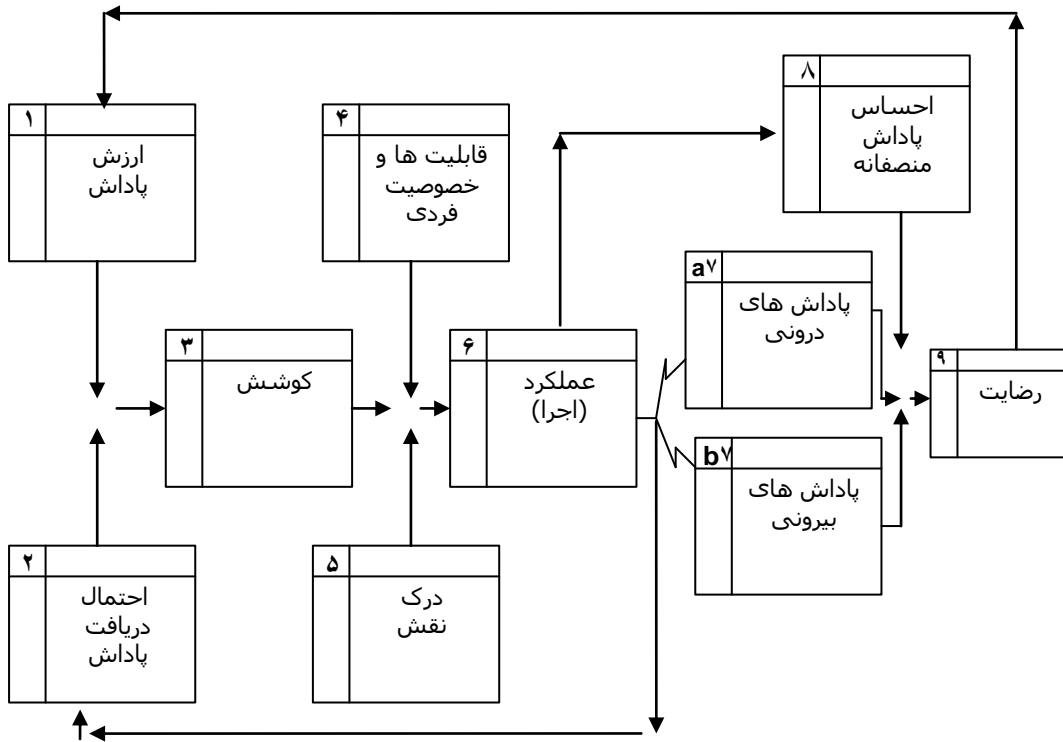 ۱
ارزش
پاداش
۲
احتمال
دریافت
پاداش
۳
کوشش
۴
قابلیت ها و
خصوصیت
فردی
۵
درک
نقش
۶
عملکرد
(اجرا)
a۷
پاداش های
درونی
b۷
پاداش های
بیرونی
۸
احساس
پاداش
منصفانه
۹
رضایت